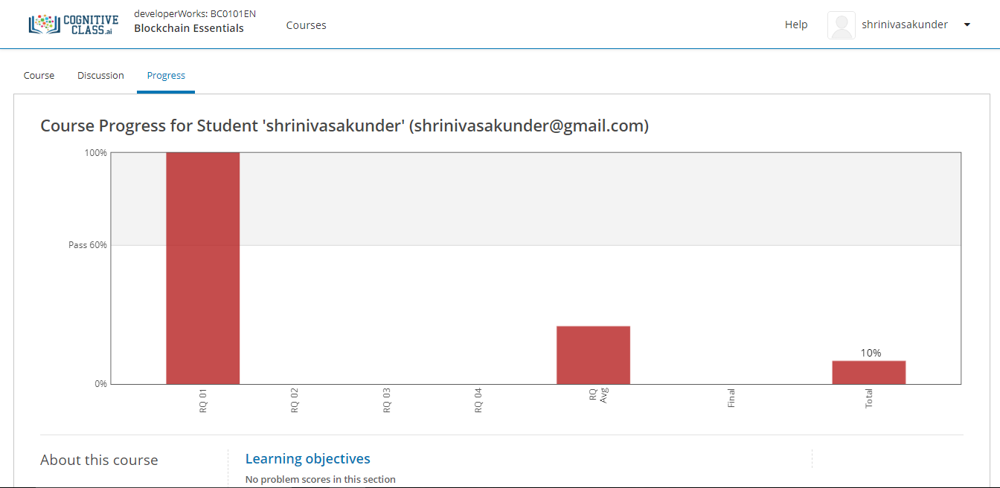 COGNITIVE
CLASS.ai
developerWorks: BC0101EN
Blockchain Essentials
Courses
Help
shrinivasakunder
Course
Discussion
Progress
Course Progress for Student 'shrinivasakunder' (shrinivasakunder@gmail.com)
100%
Pass 60%
0%
10%
RQ 01
RQ 02
RQ 03
RQ 04
RQ
Avg
Final
Total
About this course
Learning objectives
No problem scores in this section